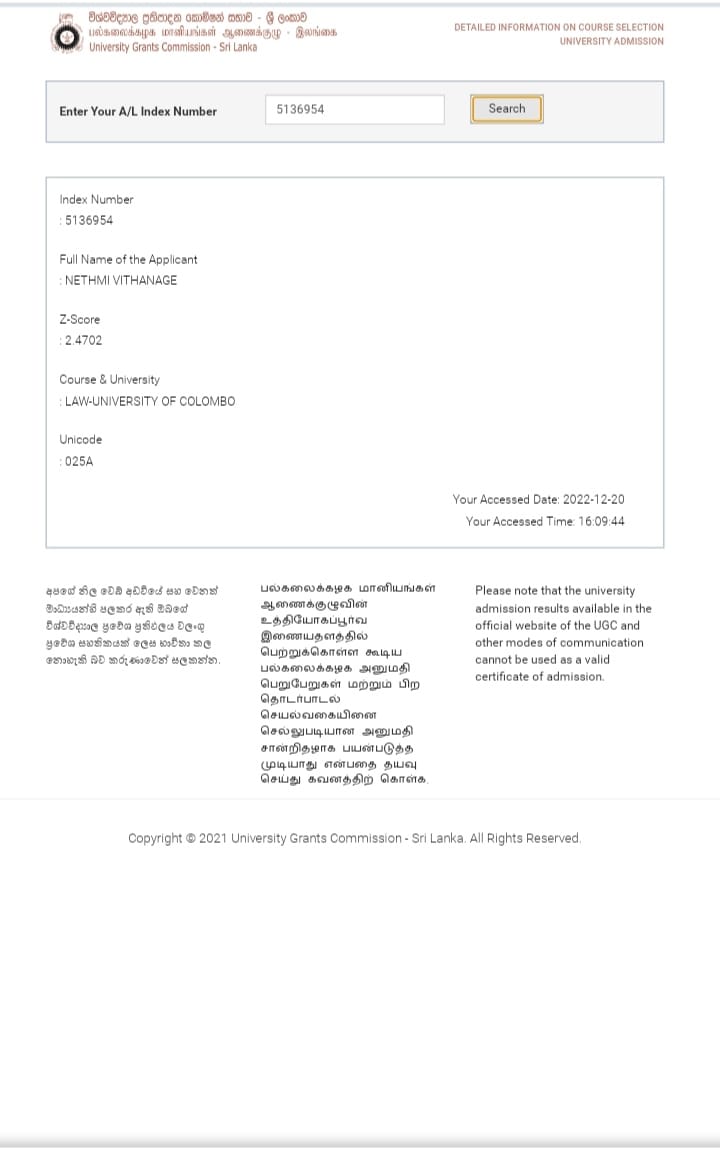 විශ්වවිද්‍යාල ප්‍රතිපාදන කොමිෂන් සභාව - ශ්‍රී ලංකාව
பல்கலைக்கழக மானியங்கள் ஆணைக்குழு - இலங்கை
University Grants Commission - Sri Lanka
DETAILED INFORMATION ON COURSE SELECTION
UNIVERSITY ADMISSION
Enter Your A/L Index Number
5136954
Search
Index Number
: 5136954
Full Name of the Applicant
: NETHMI VITHANAGE
Z-Score
: 2.4702
Course & University
: LAW-UNIVERSITY OF COLOMBO
Unicode
: 025A
Your Accessed Date: 2022-12-20
Your Accessed Time: 16:09:44
අපගේ නිල වෙබ් අඩවියේ සහ වෙනත්
මාධ්‍යයන්හි පලකර ඇති ඔබගේ
විශ්වවිද්‍යාල ප්‍රවේශ ප්‍රතිඵලය වලංගු
ප්‍රවේශ සහතිකයක් ලෙස භාවිතා කල
නොහැකි බව කරුණාවෙන් සලකන්න.
பல்கலைக்கழக மானியங்கள்
ஆணைக்குழுவின்
உத்தியோகப்பூர்வ
இணையதளத்தில்
பெற்றுக்கொள்ள கூடிய
பல்கலைக்கழக அனுமதி
பெறுபேறுகள் மற்றும் பிற
தொடர்பாடல்
செயல்வகையினை
செல்லுபடியான அனுமதி
சான்றிதழாக பயன்படுத்த
முடியாது என்பதை தயவு
செய்து கவனத்திற் கொள்க.
Please note that the university
admission results available in the
official website of the UGC and
other modes of communication
cannot be used as a valid
certificate of admission.
Copyright © 2021 University Grants Commission - Sri Lanka. All Rights Reserved.